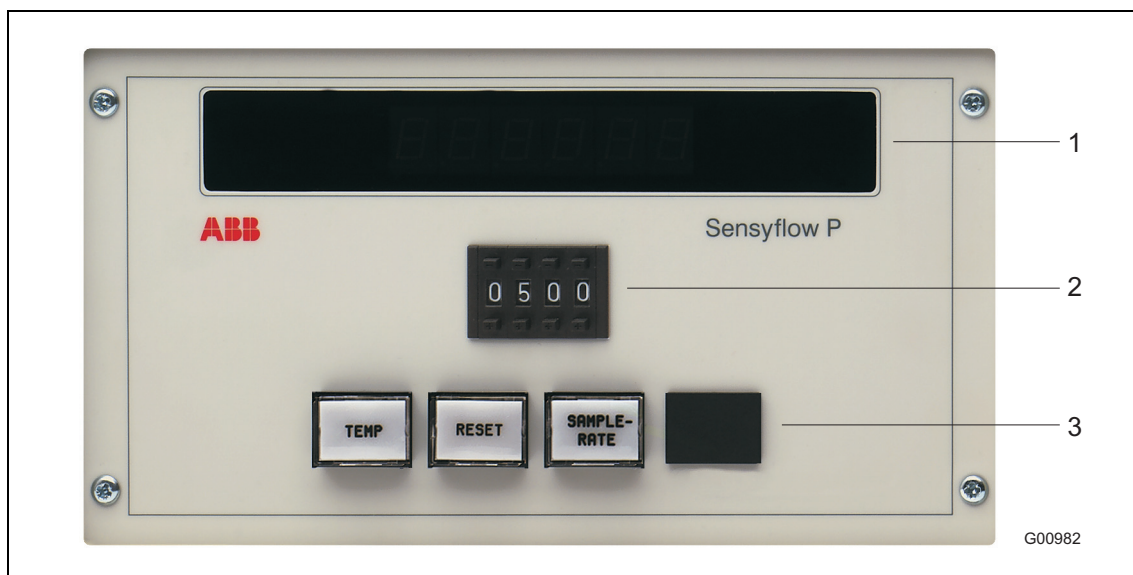 1
ABB
Sensyflow P
0500
2
TEMP
RESET
SAMPLE-
RATE
3
G00982